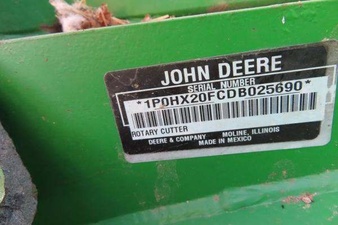 JOHN DEERE
SERIAL NUMBER
*1P0HX20FCDB025690*
ROTARY CUTTER
DEERE & COMPANY MOLINE, ILLINOIS
MADE IN MEXICO